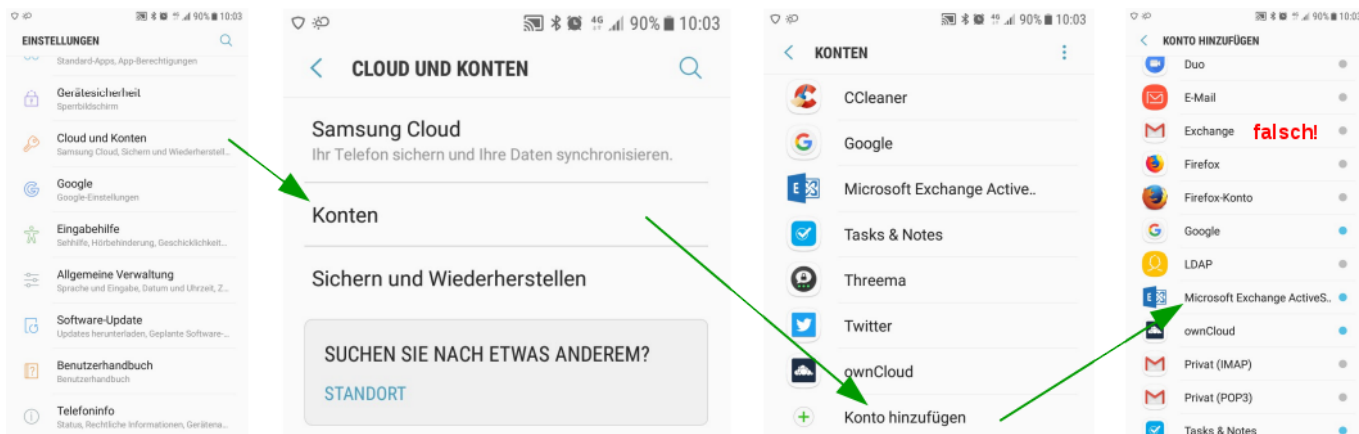 90% 10:03
EINSTELLUNGEN
Standard-Apps, App-Berechtigungen
Gerätesicherheit
Sperrbildschirm
Cloud und Konten
Samsung Cloud, Sichern und Wiederherstell...
Google
Google-Einstellungen
Eingabehilfe
Sehhilfe, Hörbehinderung, Geschicklichkeit...
Allgemeine Verwaltung
Sprache und Eingabe, Datum und Uhrzeit, Z...
Software-Update
Updates herunterladen, Geplante Software-...
Benutzerhandbuch
Benutzerhandbuch
Telefoninfo
Status, Rechtliche Informationen, Gerätena...
4G 90% 10:03
CLOUD UND KONTEN
Samsung Cloud
Ihr Telefon sichern und Ihre Daten synchronisieren.
Konten
Sichern und Wiederherstellen
SUCHEN SIE NACH ETWAS ANDEREM?
STANDORT
4G 90% 10:03
KONTEN
CCleaner
Google
Microsoft Exchange Active..
Tasks & Notes
Threema
Twitter
ownCloud
Konto hinzufügen
90% 10:03
KONTO HINZUFÜGEN
Duo
E-Mail
Exchange falsch!
Firefox
Firefox-Konto
Google
LDAP
Microsoft Exchange ActiveS..
ownCloud
Privat (IMAP)
Privat (POP3)
Tasks & Notes